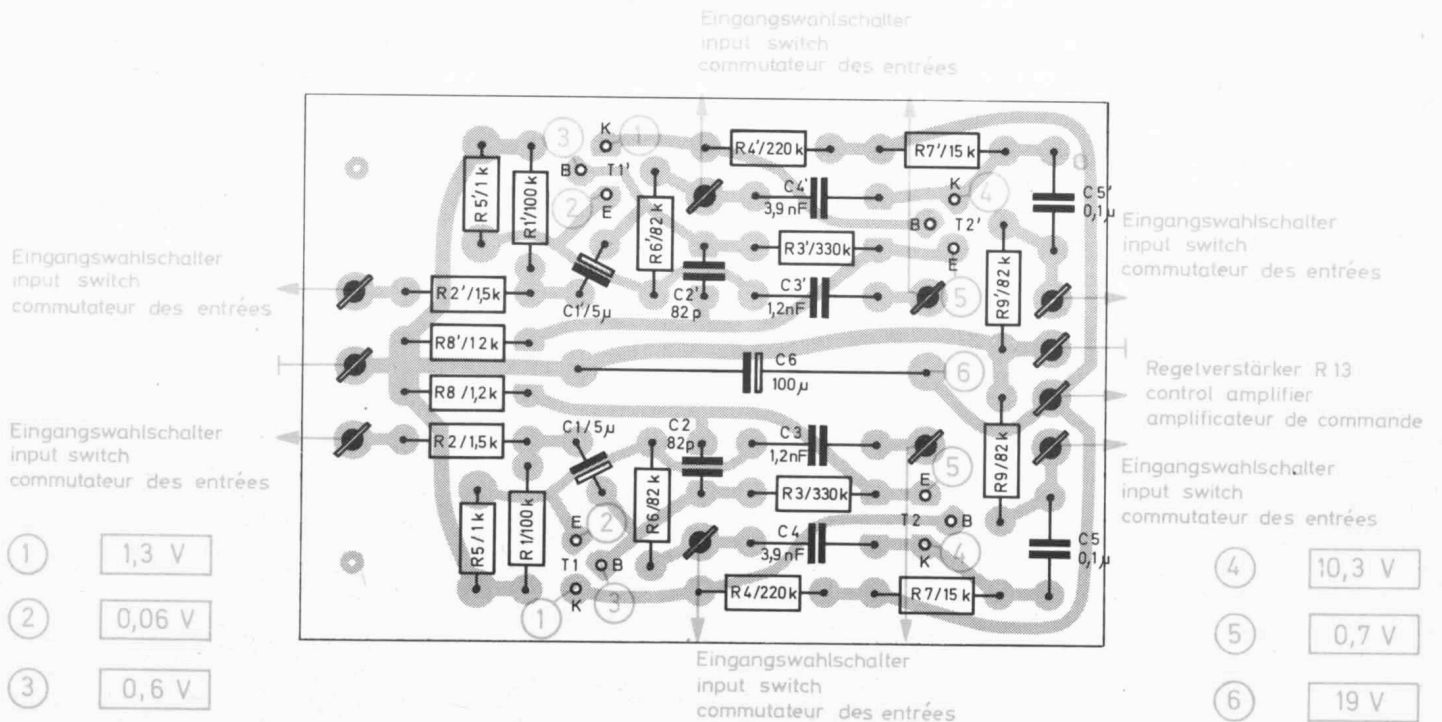 Eingangswahlschalter
input switch
commutateur des entrées
3
K
1
B
T1'
2
E
R5'/1k
R1'/100k
R6'/82k
R4'/220k
R7'/15k
C4'
3,9nF
K
4
C5'
0,1µ
B
T2'
E
R3'/330k
C3'
1,2nF
5
R9'/82k
C2'
82p
C1'/5µ
R2'/1,5k
Eingangswahlschalter
input switch
commutateur des entrées
Eingangswahlschalter
input switch
commutateur des entrées
R8'/12k
C6
100µ
6
R8/1,2k
Regelverstärker R 13
control amplifier
amplificateur de commande
Eingangswahlschalter
input switch
commutateur des entrées
R2/1,5k
C1/5µ
C2
82p
C3
1,2nF
5
R9/82k
Eingangswahlschalter
input switch
commutateur des entrées
R5/1k
R1/100k
R6/82k
R3/330k
E
E
2
T2
B
C4
3,9nF
K
4
C5
0,1µ
T1
B
K
1
3
R4/220k
R7/15k
Eingangswahlschalter
input switch
commutateur des entrées
1 1,3 V
2 0,06 V
3 0,6 V
4 10,3 V
5 0,7 V
6 19 V